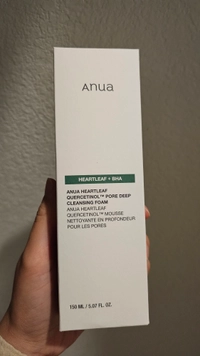 Anua
HEARTLEAF + BHA
ANUA HEARTLEAF
QUERCETINOL™ PORE DEEP
CLEANSING FOAM
ANUA HEARTLEAF
QUERCETINOL™ MOUSSE
NETTOYANTE EN PROFONDEUR
POUR LES PORES
150 ML / 5.07 FL. OZ.